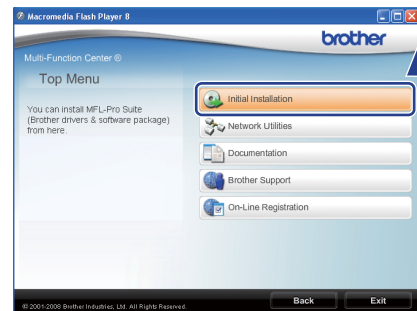 Macromedia Flash Player 8
brother
Multi-Function Center ®
Top Menu
You can install MFL-Pro Suite
(Brother drivers & software package)
from here.
Initial Installation
Network Utilities
Documentation
Brother Support
On-Line Registration
© 2001-2008 Brother Industries, Ltd. All Rights Reserved.
Back
Exit